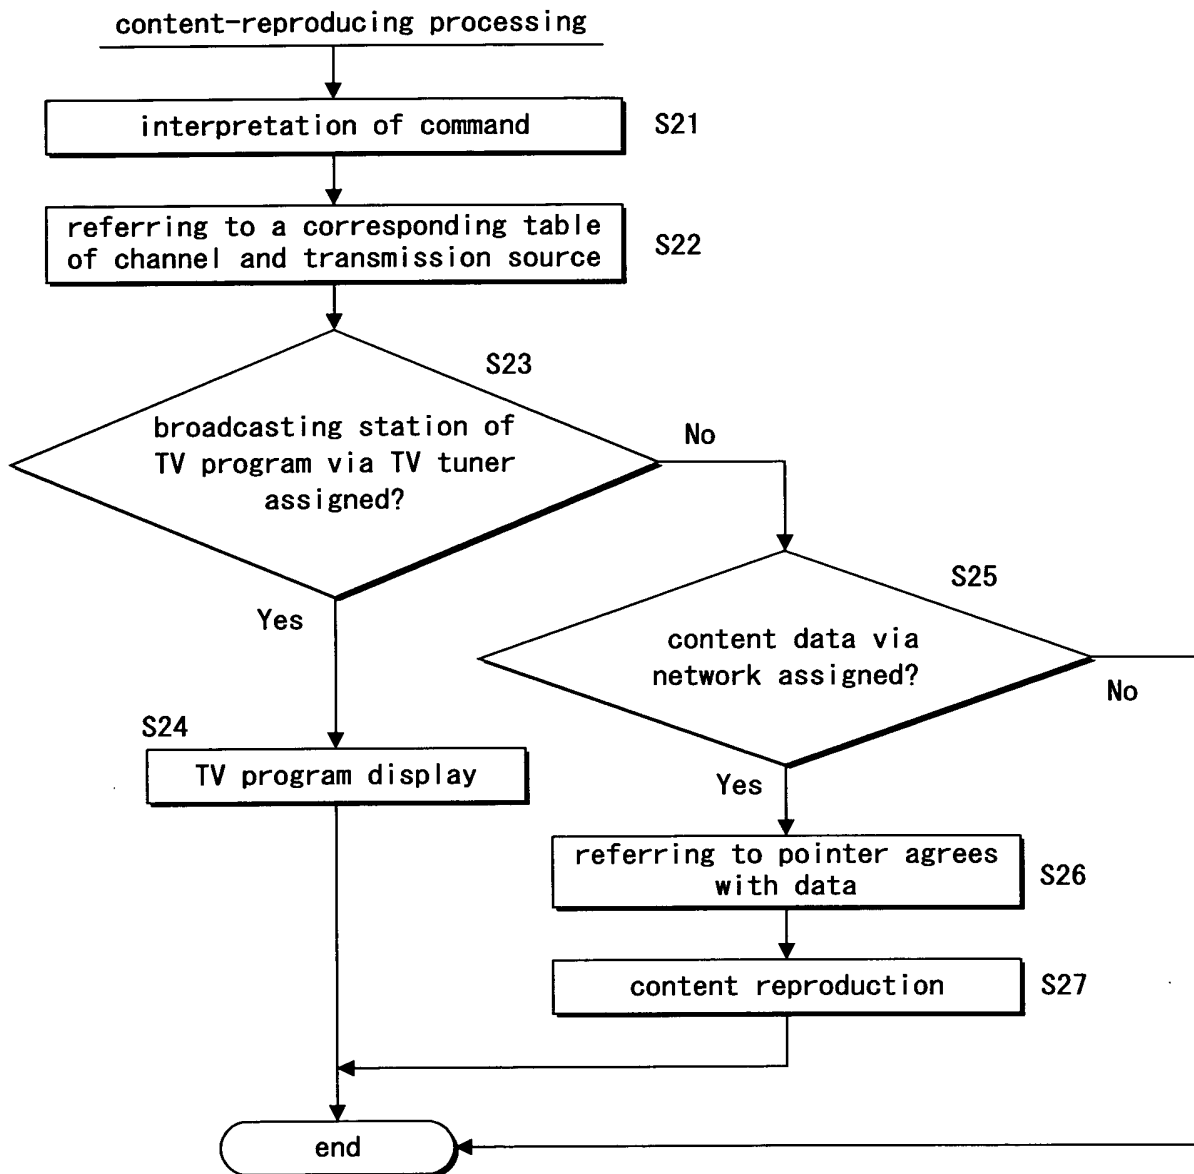 content-reproducing processing
interpretation of command
S21
referring to a corresponding table
of channel and transmission source
S22
S23
broadcasting station of
TV program via TV tuner
assigned?
No
Yes
S25
content data via
network assigned?
No
S24
TV program display
Yes
referring to pointer agrees
with data
S26
content reproduction
S27
end